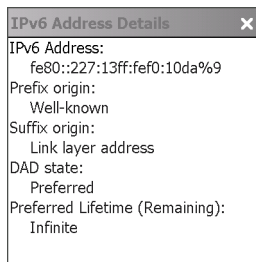 IPv6 Address Details
IPv6 Address:
fe80::227:13ff:fef0:10da%9
Prefix origin:
Well-known
Suffix origin:
Link layer address
DAD state:
Preferred
Preferred Lifetime (Remaining):
Infinite